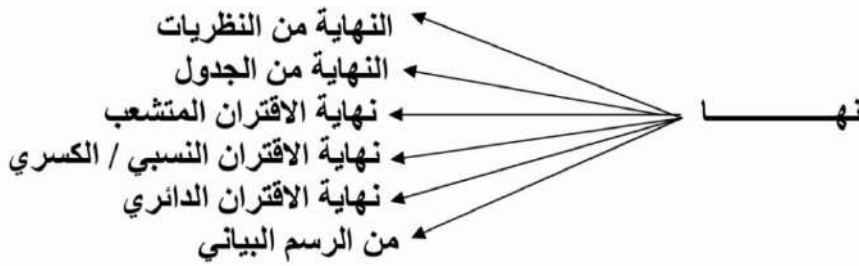 النهاية من النظريات
النهاية من الجدول
نهاية الاقتران المتشعب
نهـــــــــا
نهاية الاقتران النسبي / الكسري
نهاية الاقتران الدائري
من الرسم البياني